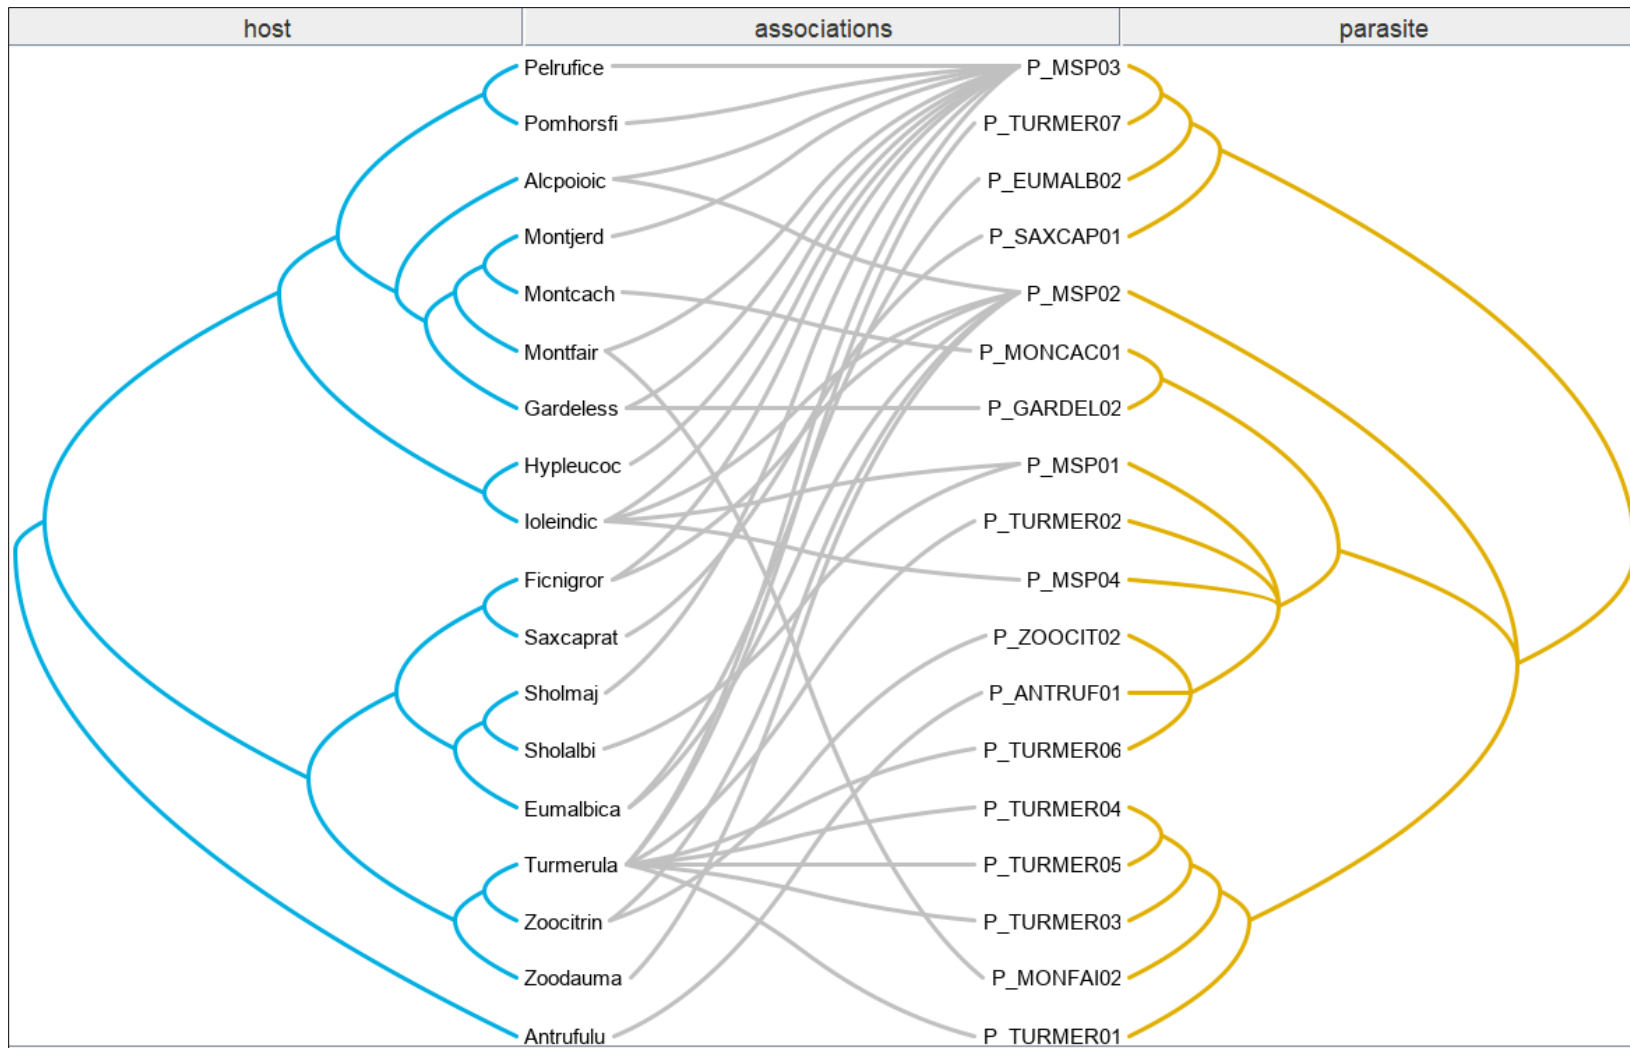 host associations parasite
Pelrufice P_MSP03
Pomhorsfi P_TURMER07
Alcpoioic P_EUMALB02
Montjerd P_SAXCAP01
Montcach P_MSP02
Montfair P_MONCAC01
Gardeless P_GARDEL02
Hypleucoc P_MSP01
Ioleindic P_TURMER02
Ficnigror P_MSP04
Saxcaprat P_ZOOCIT02
Sholmaj P_ANTRUF01
Sholalbi P_TURMER06
Eumalbica P_TURMER04
Turmerula P_TURMER05
Zoocitrin P_TURMER03
Zoodauma P_MONFAI02
Antrufulu P_TURMER01